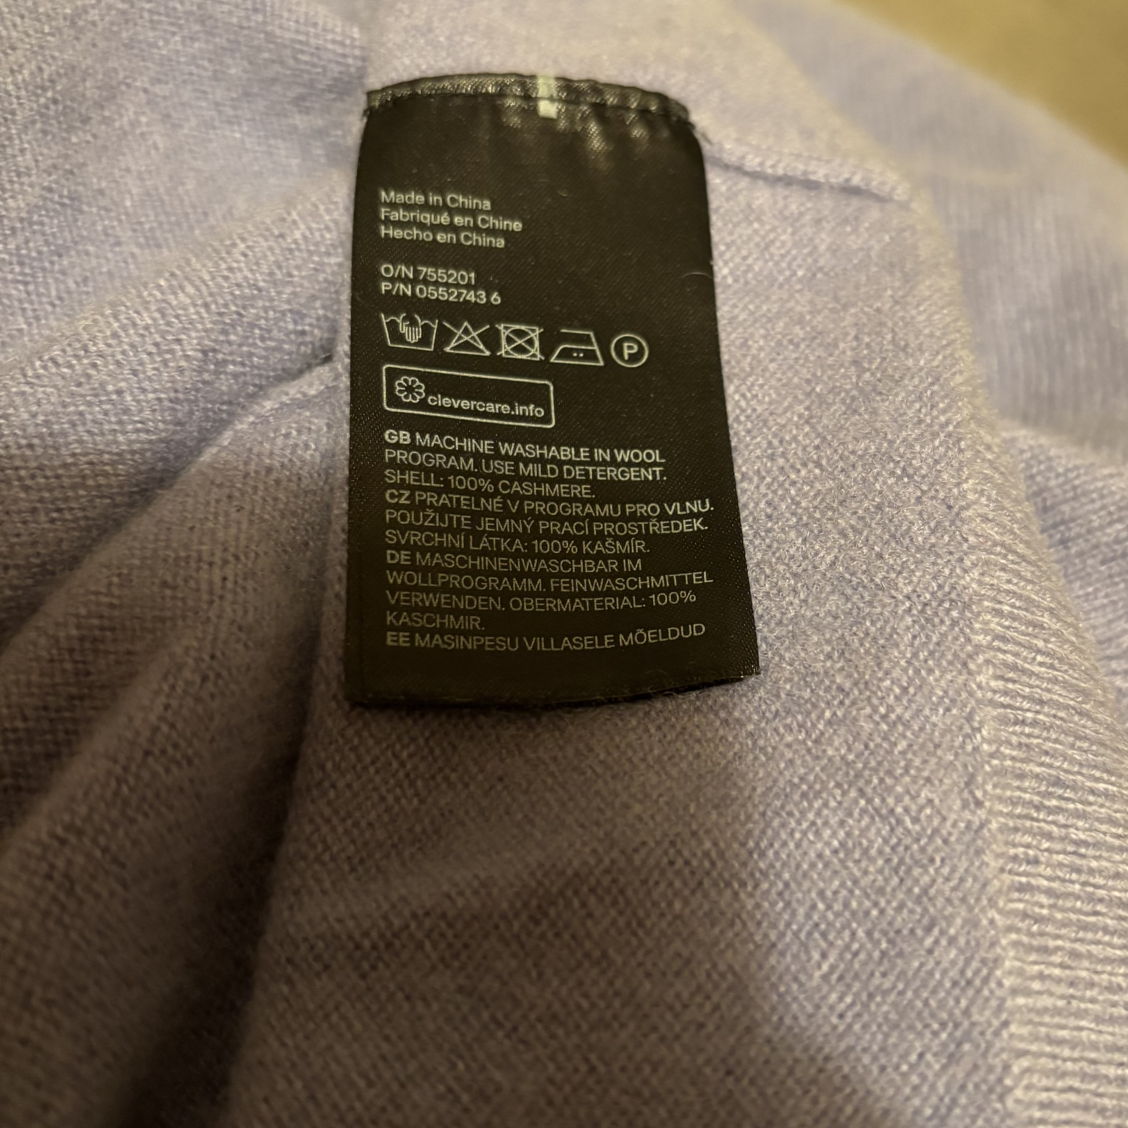 Made in China
Fabriqué en Chine
Hecho en China
O/N 755201
P/N 0552743 6
P
clevercare.info
GB MACHINE WASHABLE IN WOOL
PROGRAM. USE MILD DETERGENT.
SHELL: 100% CASHMERE.
CZ PRATELNÉ V PROGRAMU PRO VLNU.
POUŽIJTE JEMNÝ PRACÍ PROSTŘEDEK.
SVRCHNÍ LÁTKA: 100% KAŠMÍR.
DE MASCHINENWASCHBAR IM
WOLLPROGRAMM. FEINWASCHMITTEL
VERWENDEN. OBERMATERIAL: 100%
KASCHMIR.
EE MASINPESU VILLASELE MÕELDUD